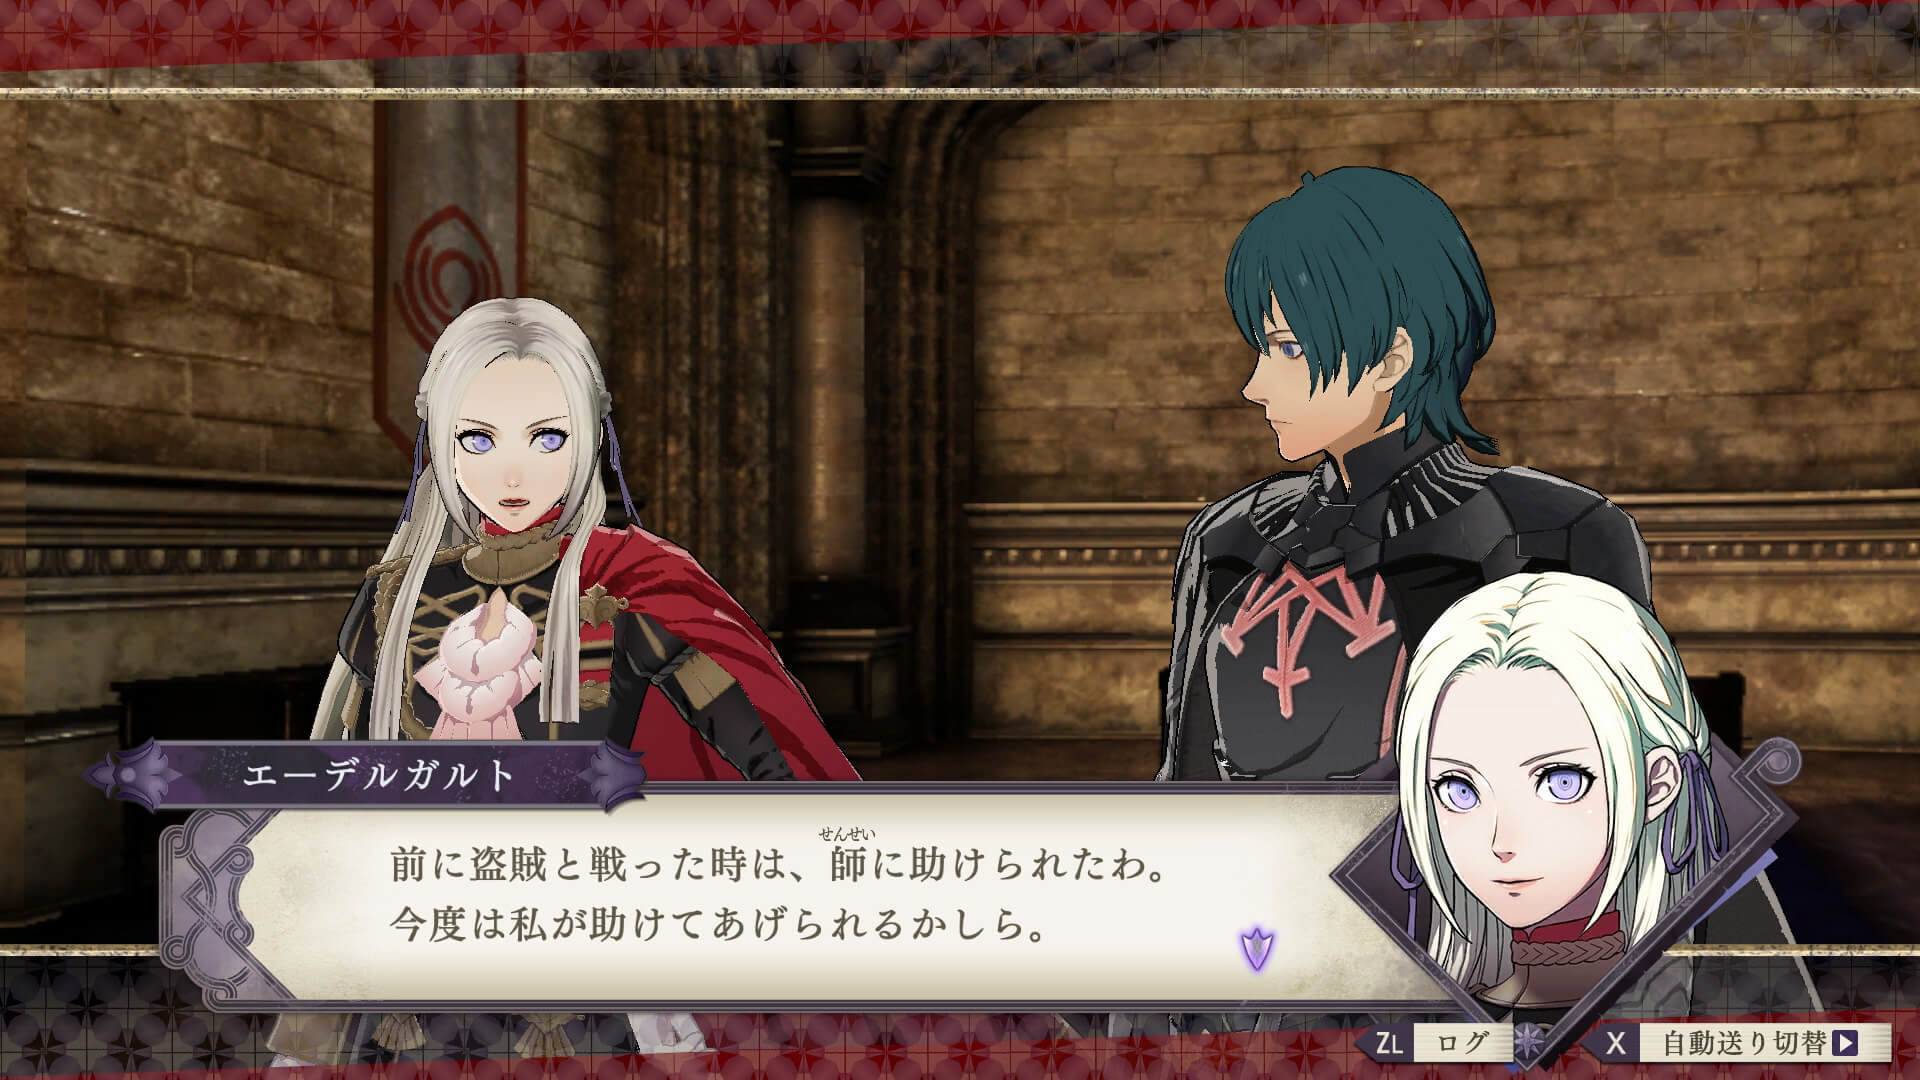 エーデルガルト
せんせい
前に盗賊と戦った時は、師に助けられたわ。
今度は私が助けてあげられるかしら。
ZL ログ X 自動送り切替